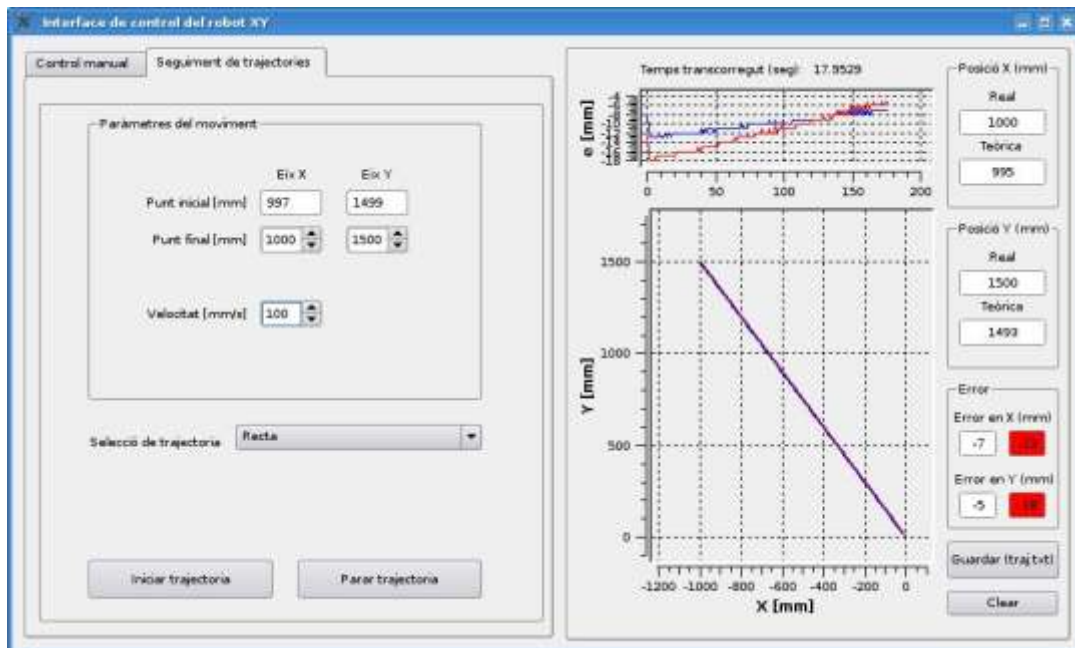 Interface de control del robot XY
Control manual
Seguiment de trajectories
Paràmetres del moviment
Eix X
Eix Y
Punt inicial [mm]
997
1499
Punt final [mm]
1000
1500
Velocitat [mm/s]
100
Selecció de trajectoria
Recta
Iniciar trajectoria
Parar trajectoria
Temps transcorregut (seg): 17.9529
e [mm]
0
50
100
150
200
Y [mm]
1500
1000
500
0
-1200
-1000
-800
-600
-400
-200
0
X [mm]
Posició X (mm)
Real
1000
Teòrica
995
Posició Y (mm)
Real
1500
Teòrica
1493
Error
Error en X (mm)
-7
Error en Y (mm)
-5
Guardar (traj.txt)
Clear